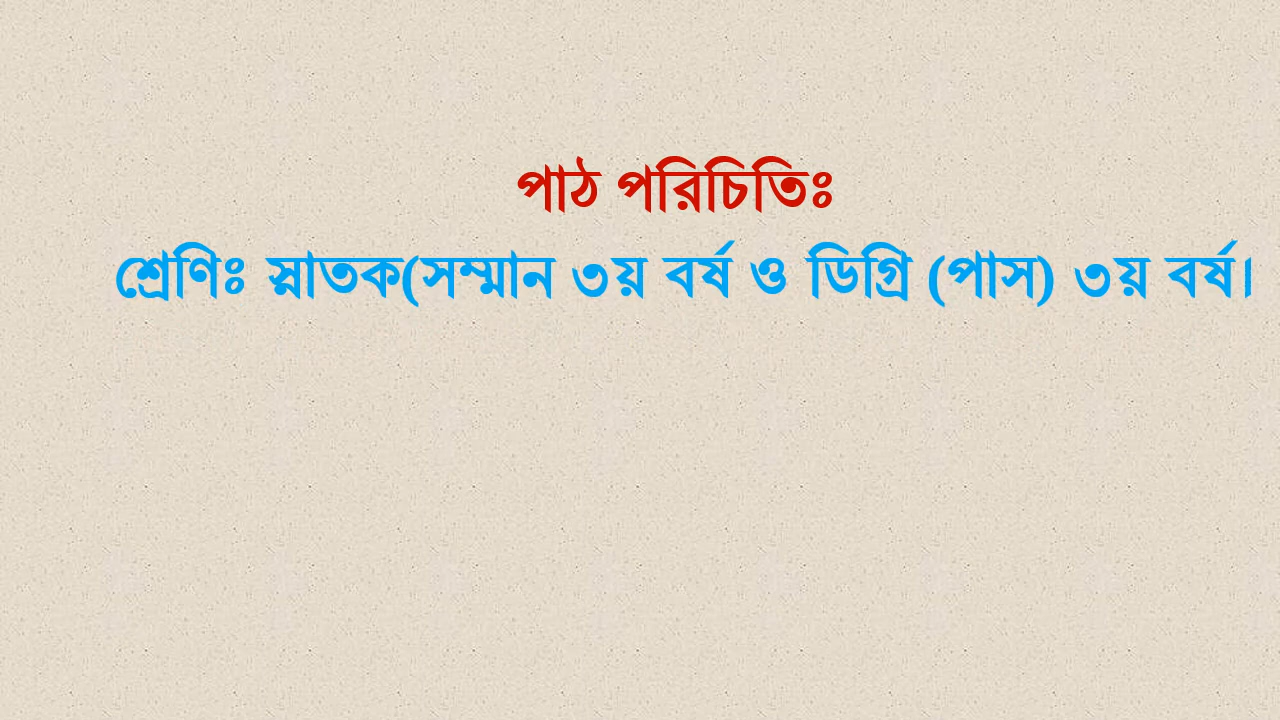 পাঠ পরিচিতিঃ
শ্রেণিঃ স্নাতক(সম্মান ৩য় বর্ষ ও ডিগ্রি (পাস) ৩য় বর্ষ।